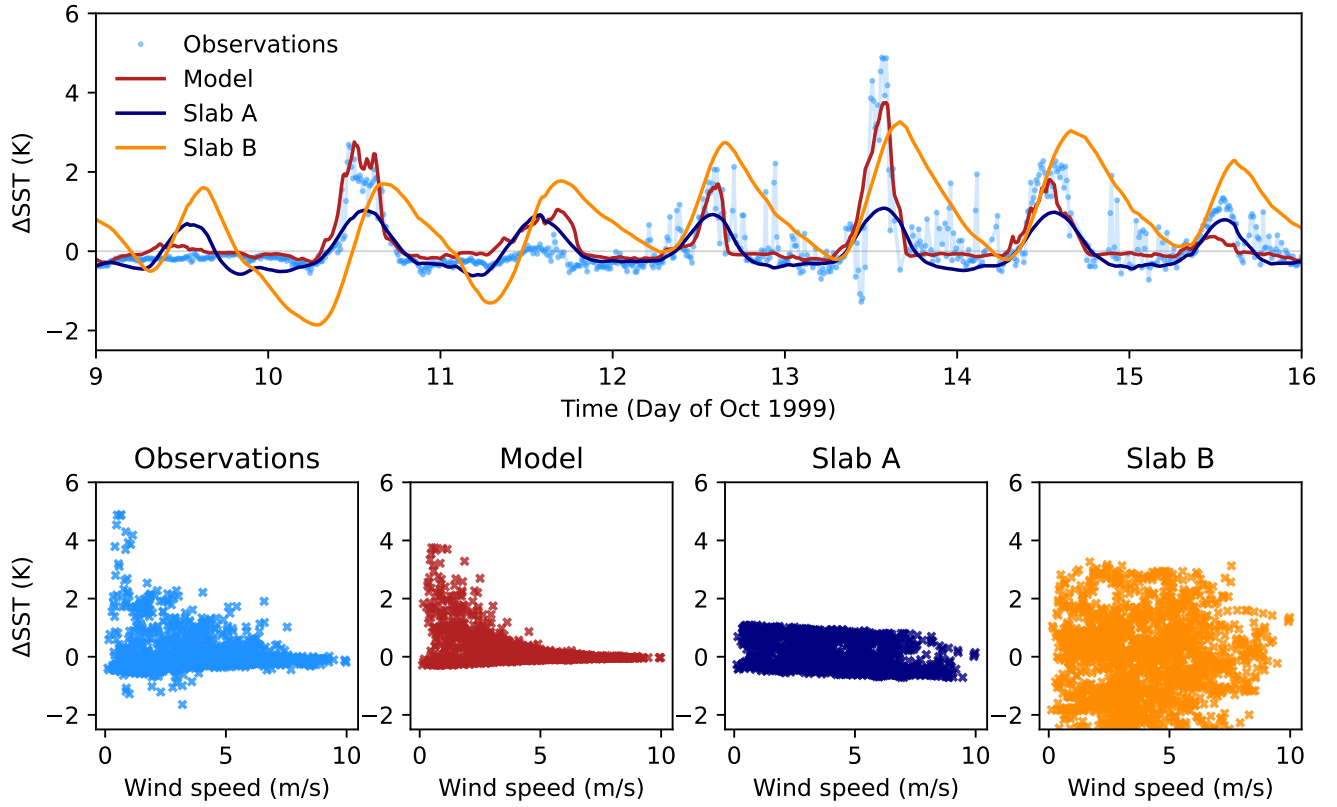 6
4
2
0
−2
ΔSST (K)
Observations
Model
Slab A
Slab B
9 10 11 12 13 14 15 16
Time (Day of Oct 1999)
Observations Model Slab A Slab B
6 6 6 6
4 4 4 4
2 2 2 2
0 0 0 0
−2 −2 −2 −2
ΔSST (K)
0 5 10 0 5 10 0 5 10 0 5 10
Wind speed (m/s) Wind speed (m/s) Wind speed (m/s) Wind speed (m/s)